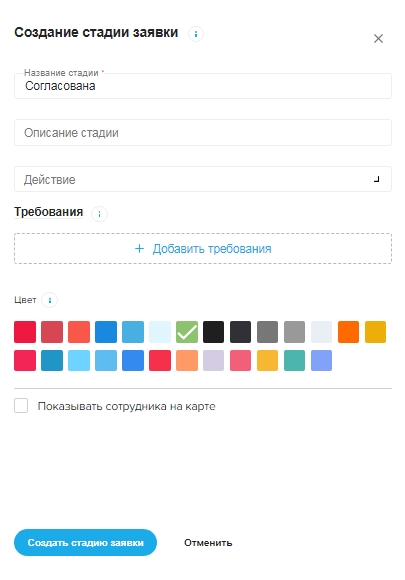 Создание стадии заявки
Название стадии *
Согласована
Описание стадии
Действие
Требования
+ Добавить требования
Цвет
Показывать сотрудника на карте
Создать стадию заявки
Отменить